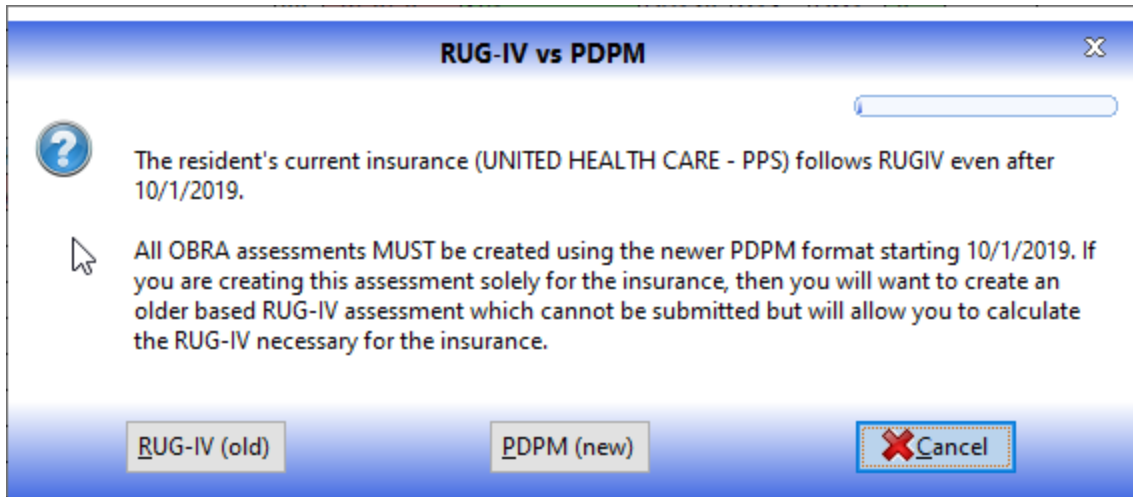 RUG-IV vs PDPM
x
The resident's current insurance (UNITED HEALTH CARE - PPS) follows RUGIV even after
10/1/2019.
All OBRA assessments MUST be created using the newer PDPM format starting 10/1/2019. If
you are creating this assessment solely for the insurance, then you will want to create an
older based RUG-IV assessment which cannot be submitted but will allow you to calculate
the RUG-IV necessary for the insurance.
RUG-IV (old)
PDPM (new)
Cancel